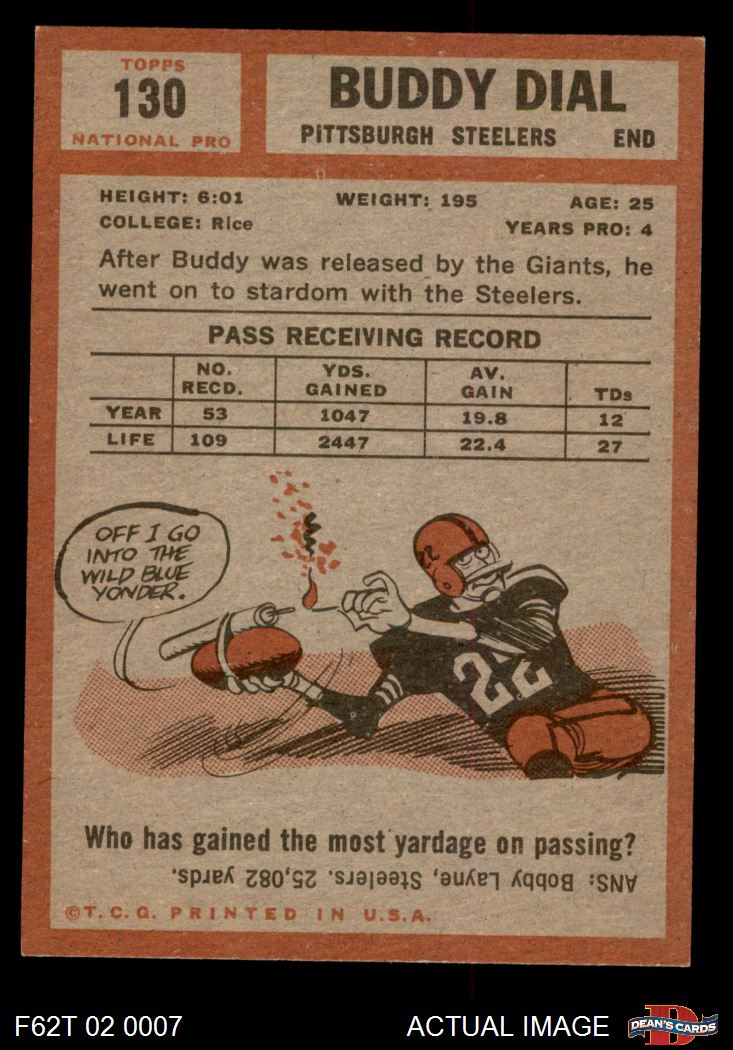 TOPPS
130
NATIONAL PRO
BUDDY DIAL
PITTSBURGH STEELERS END
HEIGHT: 6:01 WEIGHT: 195 AGE: 25
COLLEGE: Rice YEARS PRO: 4
After Buddy was released by the Giants, he
went on to stardom with the Steelers.
PASS RECEIVING RECORD
NO. RECD. YDS. GAINED AV. GAIN TDs
YEAR 53 1047 19.8 12
LIFE 109 2447 22.4 27
OFF I GO
INTO THE
WILD BLUE
YONDER.
22
22
Who has gained the most yardage on passing?
ANS: Bobby Layne, Steelers. 25,082 yards.
©T.C.G. PRINTED IN U.S.A.
F62T 02 0007 ACTUAL IMAGE D DEAN'S CARDS